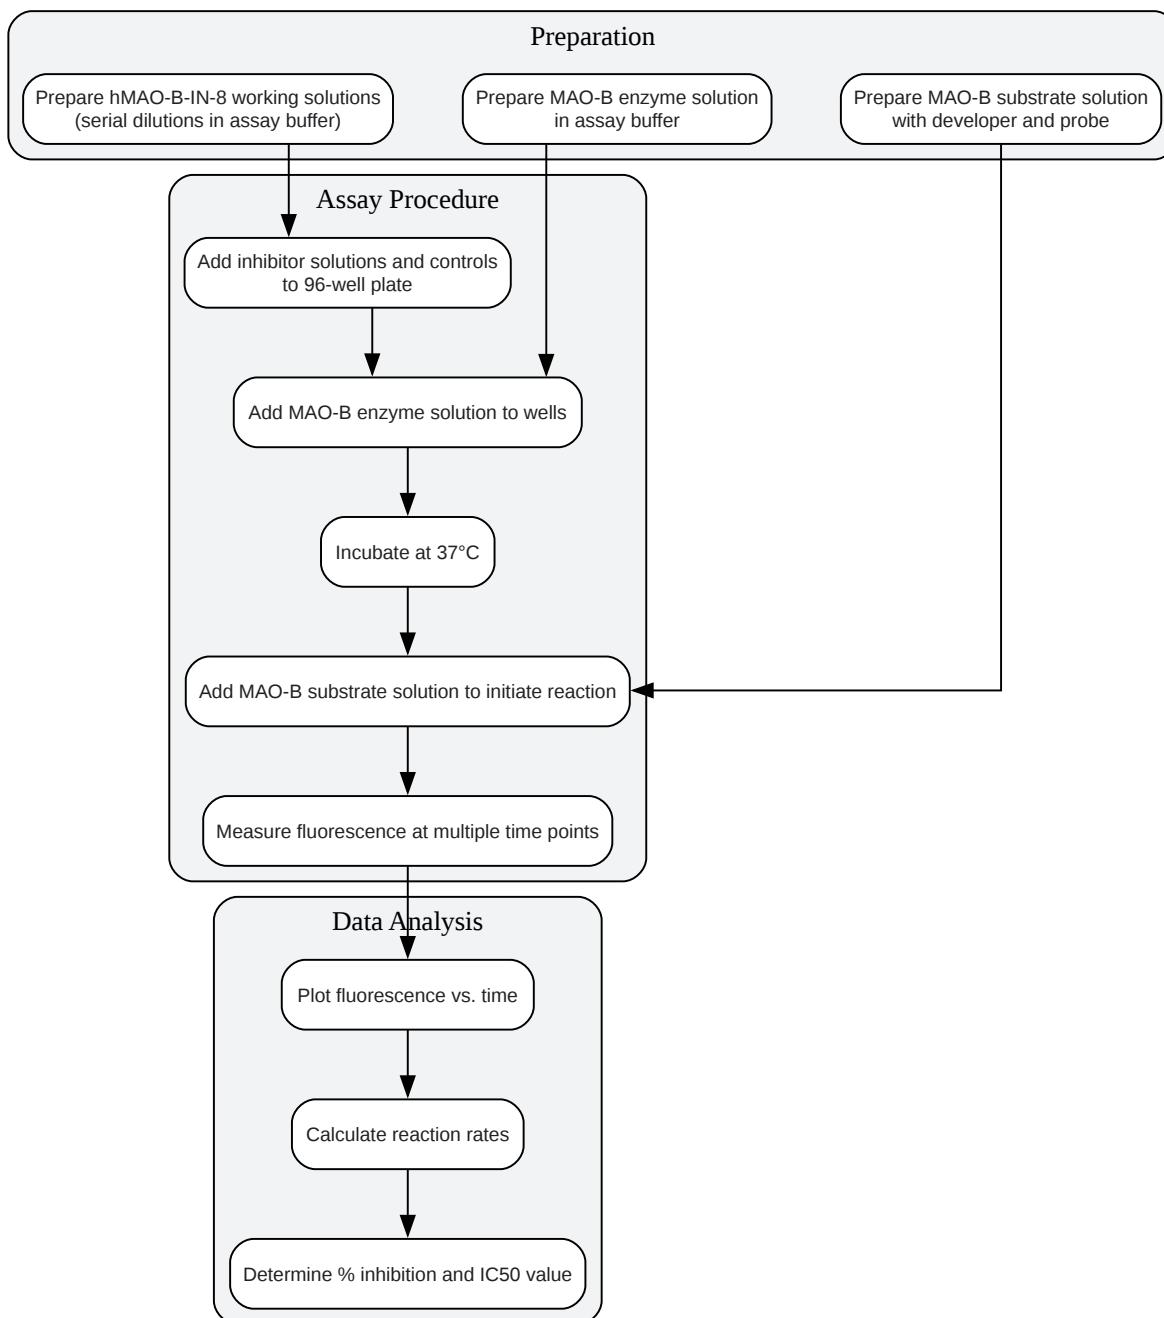 Preparation
Prepare hMAO-B-IN-8 working solutions
(serial dilutions in assay buffer)
Prepare MAO-B enzyme solution
in assay buffer
Prepare MAO-B substrate solution
with developer and probe
Assay Procedure
Add inhibitor solutions and controls
to 96-well plate
Add MAO-B enzyme solution to wells
Incubate at 37°C
Add MAO-B substrate solution to initiate reaction
Measure fluorescence at multiple time points
Data Analysis
Plot fluorescence vs. time
Calculate reaction rates
Determine % inhibition and IC50 value